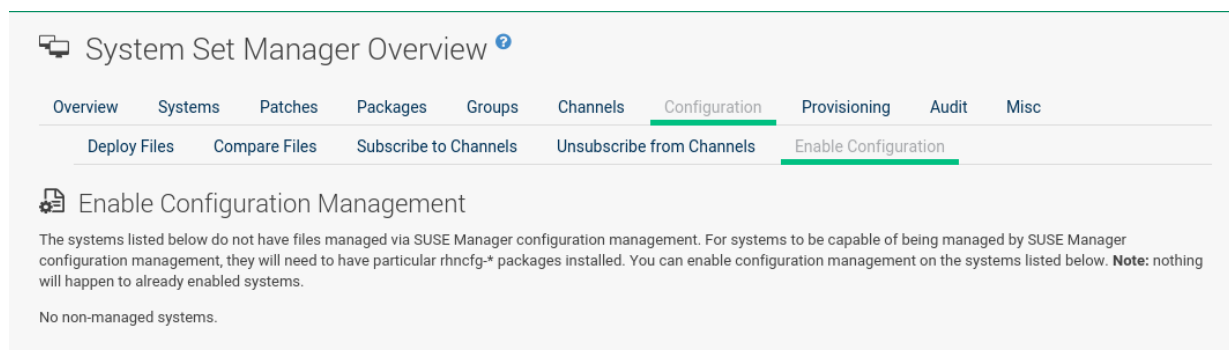 System Set Manager Overview ?
Overview Systems Patches Packages Groups Channels Configuration Provisioning Audit Misc
Deploy Files Compare Files Subscribe to Channels Unsubscribe from Channels Enable Configuration
Enable Configuration Management
The systems listed below do not have files managed via SUSE Manager configuration management. For systems to be capable of being managed by SUSE Manager
configuration management, they will need to have particular rhncfg-* packages installed. You can enable configuration management on the systems listed below. Note: nothing
will happen to already enabled systems.
No non-managed systems.